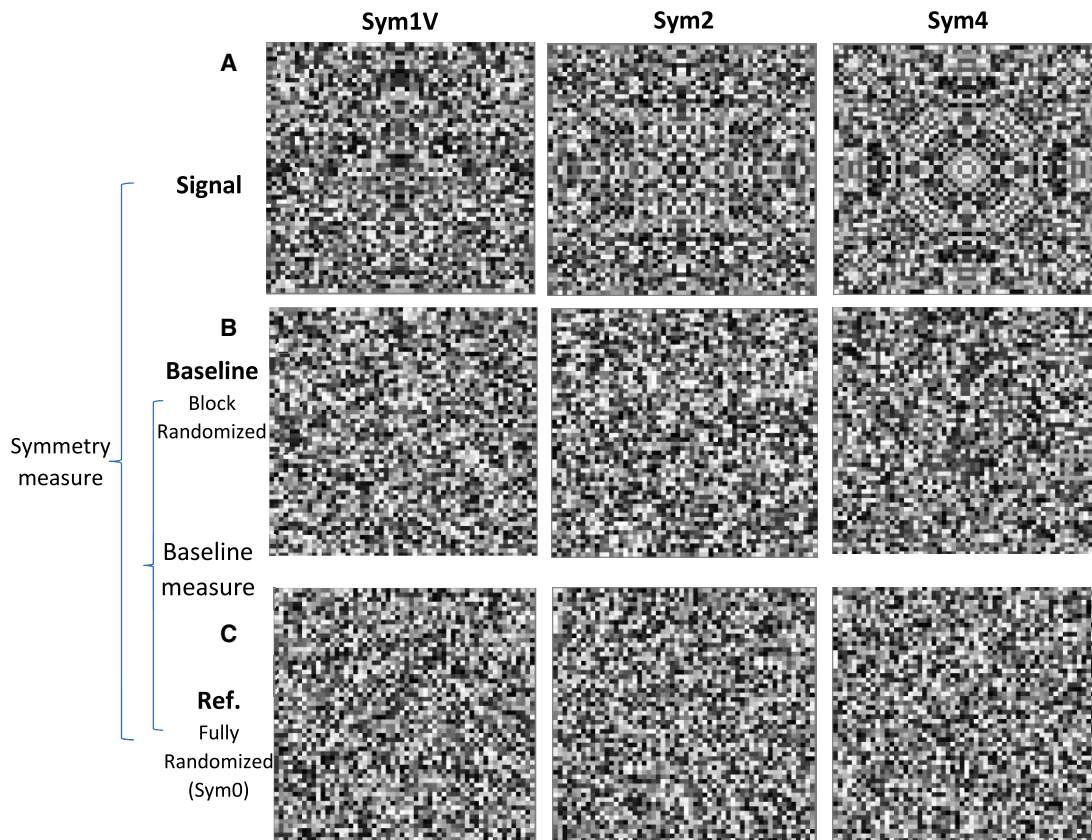 Sym1V
Sym2
Sym4
A
Signal
B
Baseline
Block
Randomized
Symmetry
measure
Baseline
measure
C
Ref.
Fully
Randomized
(Sym0)